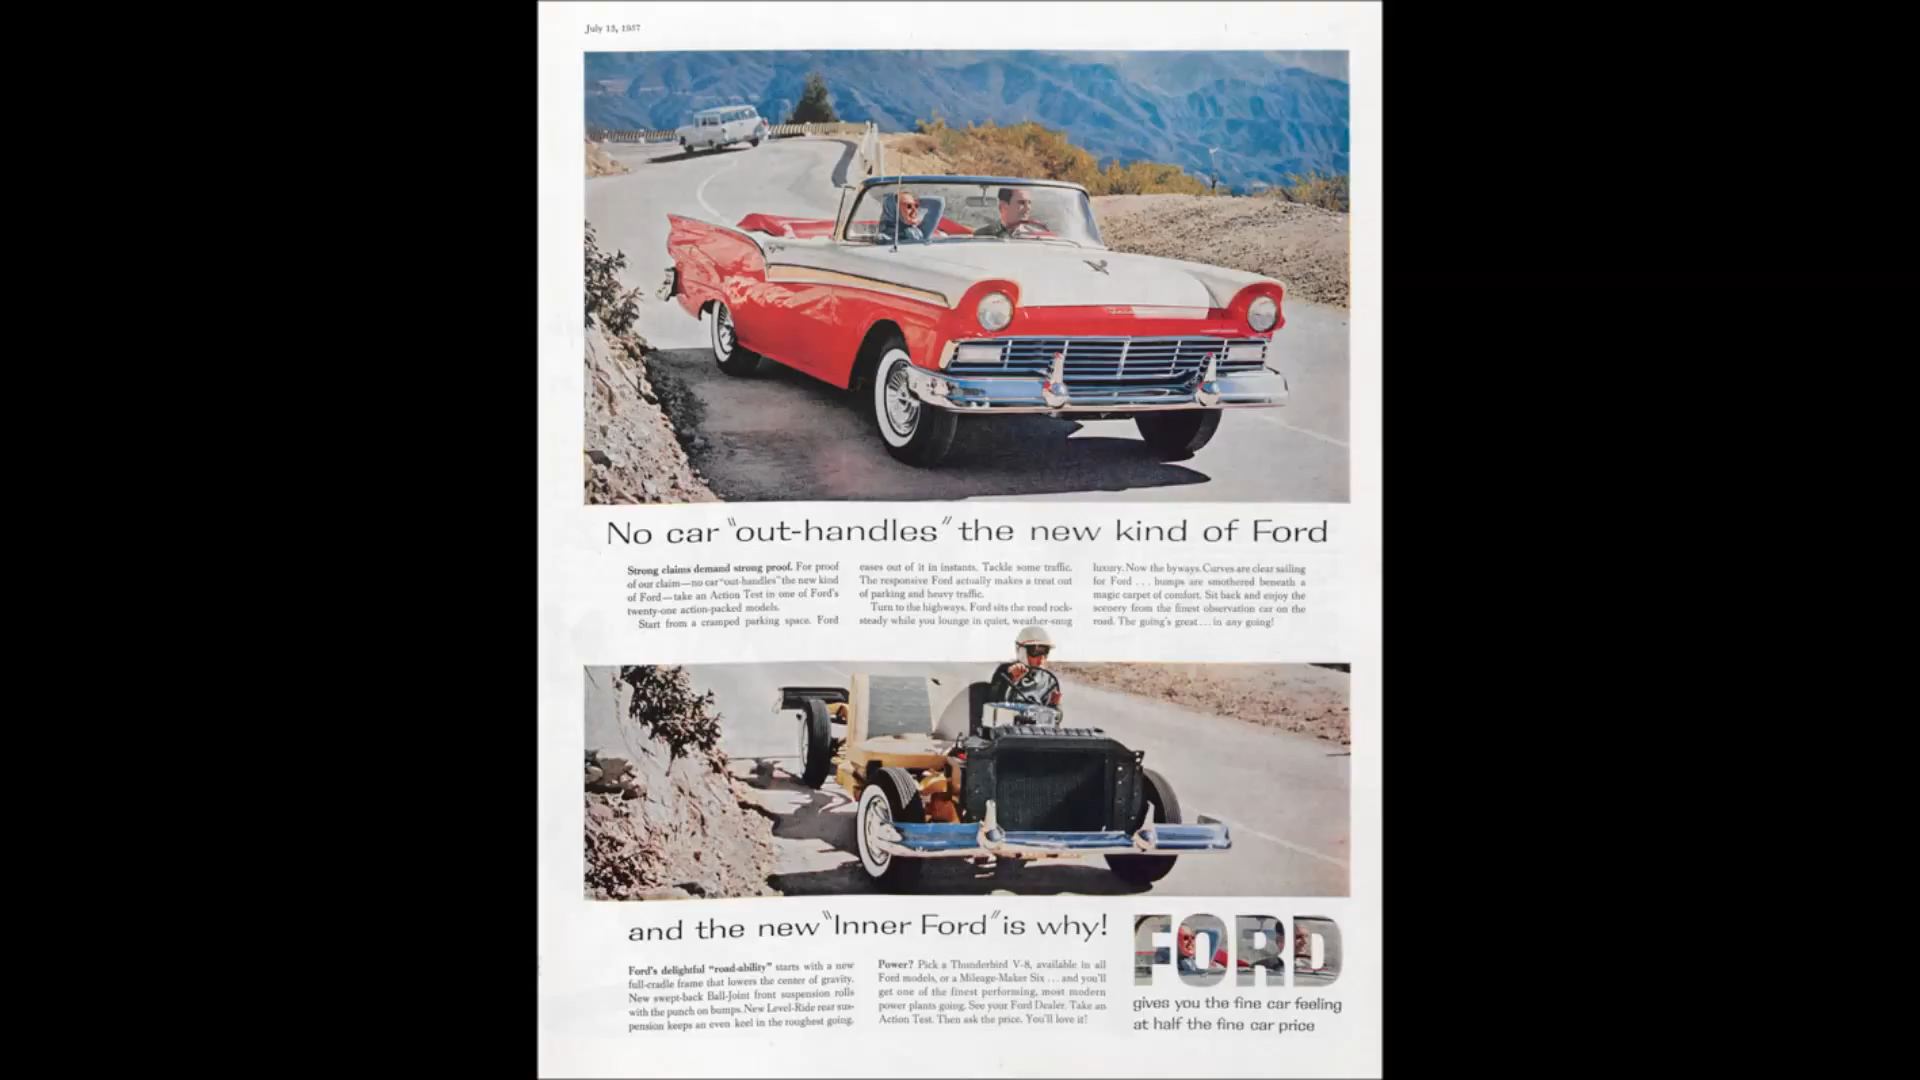 July 13, 1957
No car "out-handles" the new kind of Ford
Strong claims demand strong proof. For proof
of our claim—no car "out-handles" the new kind
of Ford—take an Action Test in one of Ford's
twenty-one action-packed models.
Start from a cramped parking space. Ford
eases out of it in instants. Tackle some traffic.
The responsive Ford actually makes a treat out
of parking and heavy traffic.
Turn to the highways. Ford sits the road rock-
steady while you lounge in quiet, weather-snug
luxury. Now the byways. Curves are clear sailing
for Ford . . . bumps are smothered beneath a
magic carpet of comfort. Sit back and enjoy the
scenery from the finest observation car on the
road. The going's great . . . in any going!
and the new "Inner Ford" is why!
Ford's delightful "road-ability" starts with a new
full-cradle frame that lowers the center of gravity.
New swept-back Ball-Joint front suspension rolls
with the punch on bumps. New Level-Ride rear sus-
pension keeps an even keel in the roughest going.
Power? Pick a Thunderbird V-8, available in all
Ford models, or a Mileage-Maker Six . . . and you'll
get one of the finest performing, most modern
power plants going. See your Ford Dealer. Take an
Action Test. Then ask the price. You'll love it!
FORD
gives you the fine car feeling
at half the fine car price